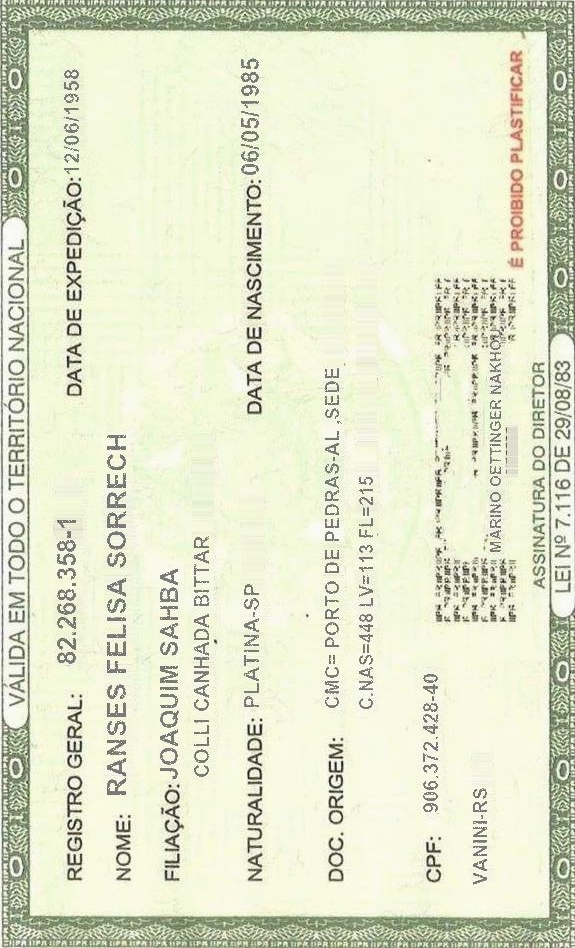 VÁLIDA EM TODO O TERRITÓRIO NACIONAL
REGISTRO GERAL: 82.268.358-1 DATA DE EXPEDIÇÃO:12/06/1958
NOME: RANSES FELISA SORRECH
FILIAÇÃO: JOAQUIM SAHBA
COLLI CANHADA BITTAR
NATURALIDADE: PLATINA-SP DATA DE NASCIMENTO:06/05/1985
DOC. ORIGEM: CMC= PORTO DE PEDRAS-AL ,SEDE
C.NAS=448 LV=113 FL=215
CPF: 906.372.428-40
VANINI-RS
MARINO OETTINGER NAKHO
É PROIBIDO PLASTIFICAR
ASSINATURA DO DIRETOR
LEI Nº 7.116 DE 29/08/83